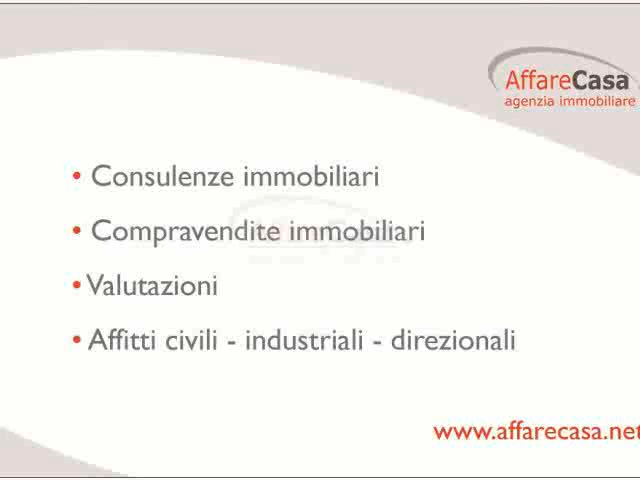 AffareCasa
agenzia immobiliare
• Consulenze immobiliari
• Compravendite immobiliari
• Valutazioni
• Affitti civili - industriali - direzionali
www.affarecasa.net